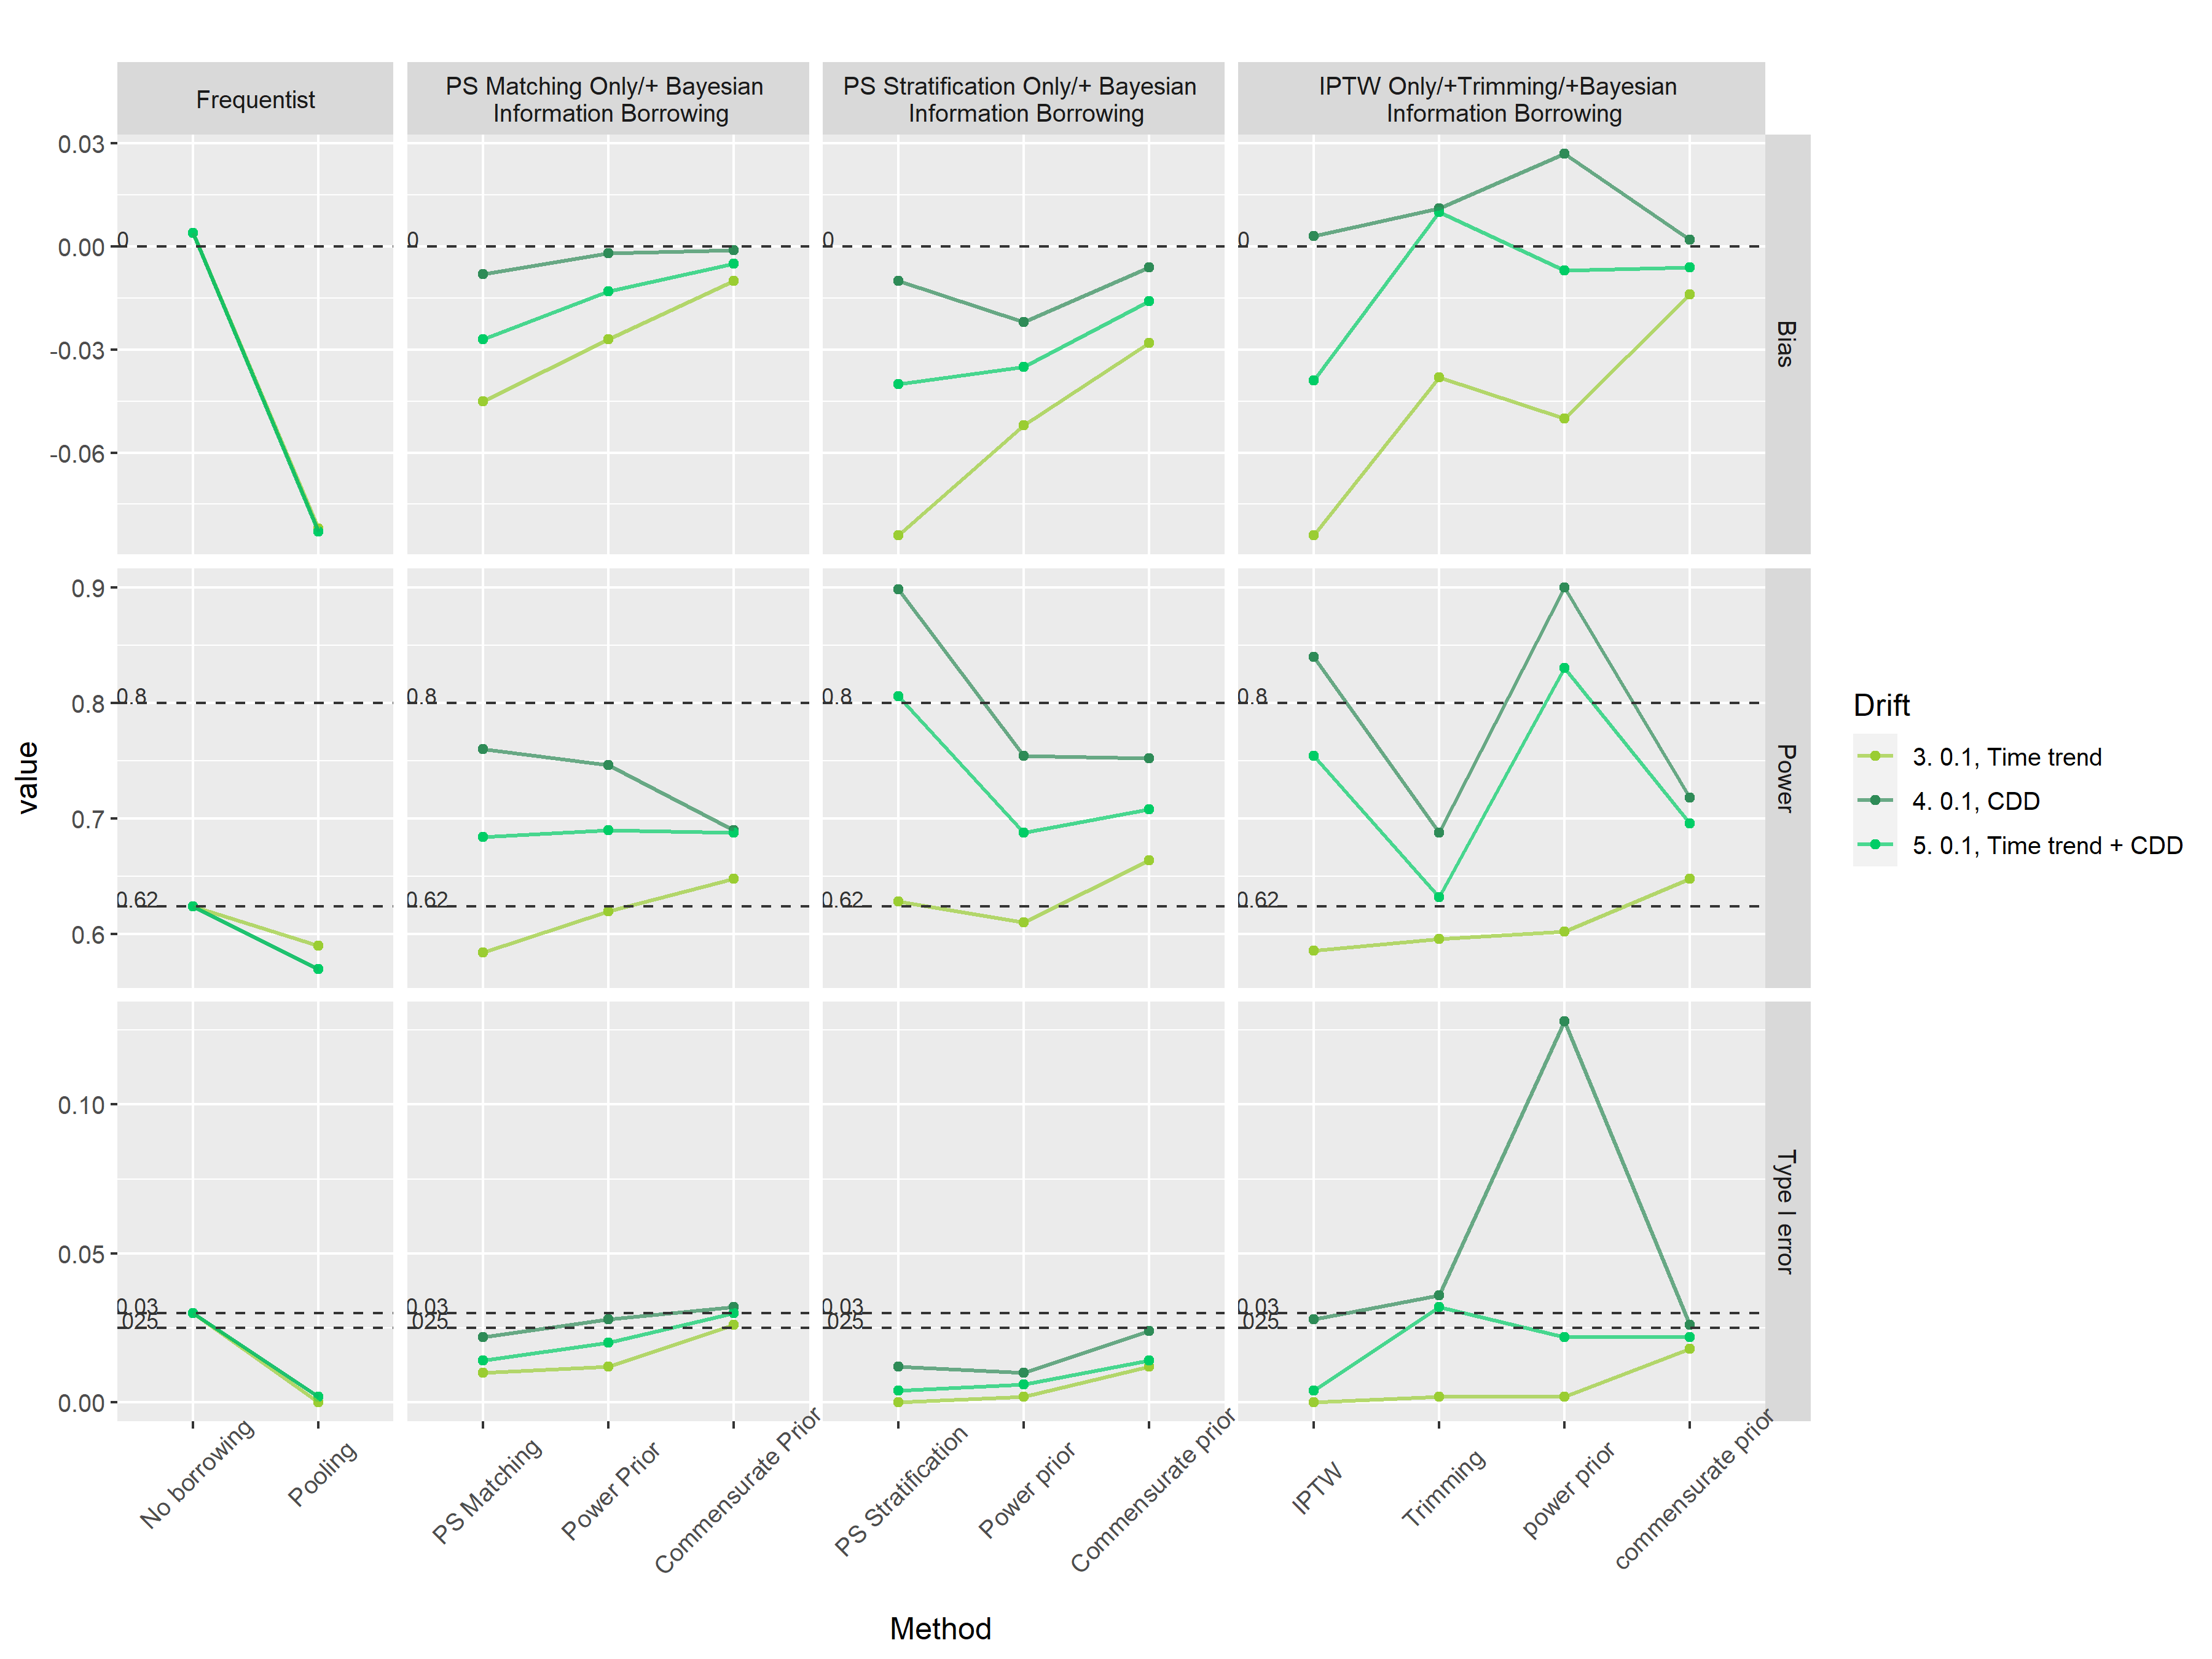 Frequentist
PS Matching Only/+ Bayesian
Information Borrowing
PS Stratification Only/+ Bayesian
Information Borrowing
IPTW Only/+Trimming/+Bayesian
Information Borrowing
0.03
0.00
-0.03
-0.06
0
0
0
0
Bias
0.9
0.8
0.7
0.6
0.8
0.8
0.8
0.8
0.62
0.62
0.62
0.62
Power
0.10
0.05
0.00
0.03
0.03
0.03
0.03
025
025
025
025
Type I error
value
No borrowing
Pooling
PS Matching
Power Prior
Commensurate Prior
PS Stratification
Power prior
Commensurate prior
IPTW
Trimming
power prior
commensurate prior
Method
Drift
3. 0.1, Time trend
4. 0.1, CDD
5. 0.1, Time trend + CDD